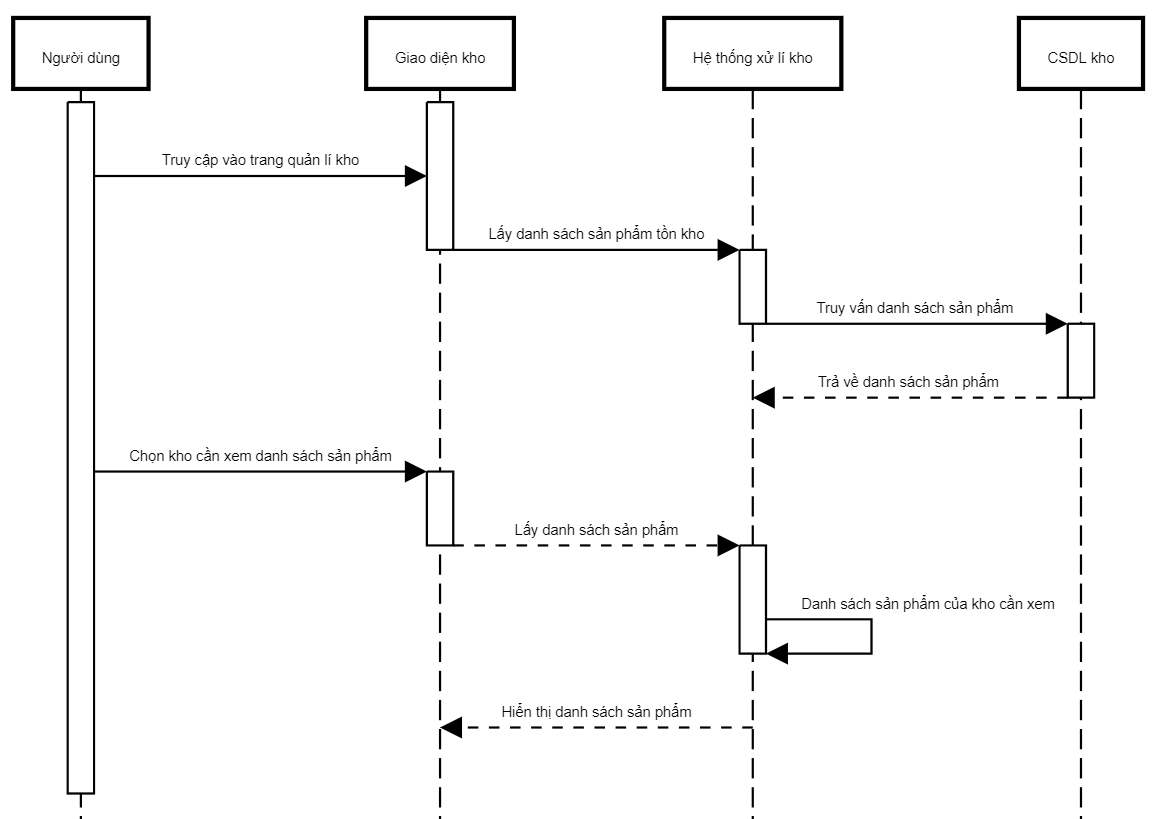 Người dùng
Giao diện kho
Hệ thống xử lí kho
CSDL kho
Truy cập vào trang quản lí kho
Lấy danh sách sản phẩm tồn kho
Truy vấn danh sách sản phẩm
Trả về danh sách sản phẩm
Chọn kho cần xem danh sách sản phẩm
Lấy danh sách sản phẩm
Danh sách sản phẩm của kho cần xem
Hiển thị danh sách sản phẩm